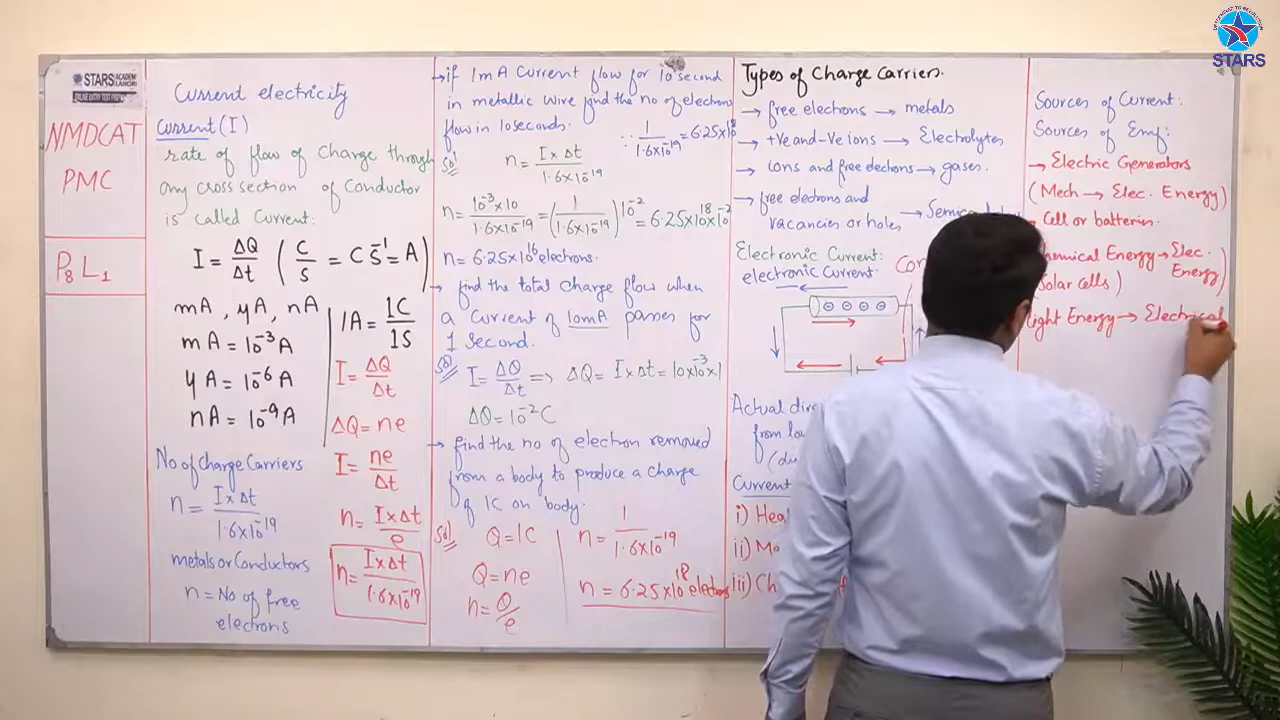 STARS
STARS ACADEMY LAHORE
ONLINE ENTRY TEST PREP
NMDCAT
PMC
P8 L1
Current electricity
Current (I)
rate of flow of Charge through
any cross section of Conductor
is called Current.
I = ΔQ/Δt (C/s = C s⁻¹ = A)
mA, μA, nA
mA = 10⁻³A
μA = 10⁻⁶A
nA = 10⁻⁹A
1A = 1C/1S
I = ΔQ/Δt
ΔQ = ne
I = ne/Δt
n = I×Δt/e
n = I×Δt/1.6×10⁻¹⁹
No of Charge Carriers
n = I×Δt/1.6×10⁻¹⁹
metals or Conductors
n = No of free
electrons
→ if 1mA Current flow for 10 second
in metallic wire find the no of electrons
flow in 10 seconds.
∵ 1/1.6×10⁻¹⁹ = 6.25×10¹⁸
Sol
n = I×Δt/1.6×10⁻¹⁹
n = 10⁻³×10/1.6×10⁻¹⁹ = (1/1.6×10⁻¹⁹)10⁻² = 6.25×10¹⁸×10⁻²
n = 6.25×10¹⁶ electrons.
→ find the total charge flow when
a Current of 10mA passes for
1 second.
Sol I = ΔQ/Δt ⇒ ΔQ = I×Δt = 10×10⁻³×1
ΔQ = 10⁻²C
→ find the no of electron removed
from a body to produce a charge
of 1C on body.
Sol Q = 1C
Q = ne
n = Q/e
n = 1/1.6×10⁻¹⁹
n = 6.25×10¹⁸ electrons
Types of Charge Carriers.
→ free elections → metals
→ +Ve and -Ve ions → Electrolytes
→ ions and free electrons → gases.
→ free electrons and
vacancies or holes →
Electronic Current:
electronic current.
Actual
from
Current
i)
ii)
iii)
Sources of Current:
Sources of Emf:
→ Electric Generators
(Mech → Elec. Energy)
Cell or batteries.
Energy → Elec.
Energy)
Solar cells)
light Energy → Electrical